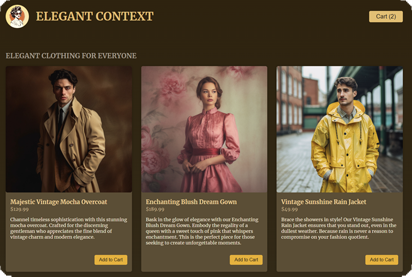 ELEGANT CONTEXT
Cart (2)
ELEGANT CLOTHING FOR EVERYONE
Majestic Vintage Mocha Overcoat
$129.99
Channel timeless sophistication with this stunning
mocha overcoat. Crafted for the discerning
gentleman who appreciates the fine blend of
vintage charm and modern elegance.
Add to Cart
Enchanting Blush Dream Gown
$189.99
Bask in the glow of elegance with our Enchanting
Blush Dream Gown. Embody the regality of a
queen with a sweet touch of pink that whispers
enchantment. This is the perfect piece for those
seeking to create unforgettable moments.
Add to Cart
Vintage Sunshine Rain Jacket
$49.99
Brace the showers in style! Our Vintage Sunshine
Rain Jacket ensures that you stand out, even in the
cloudiest weather. Because rain is never a reason to
compromise on your fashion quotient.
Add to Cart